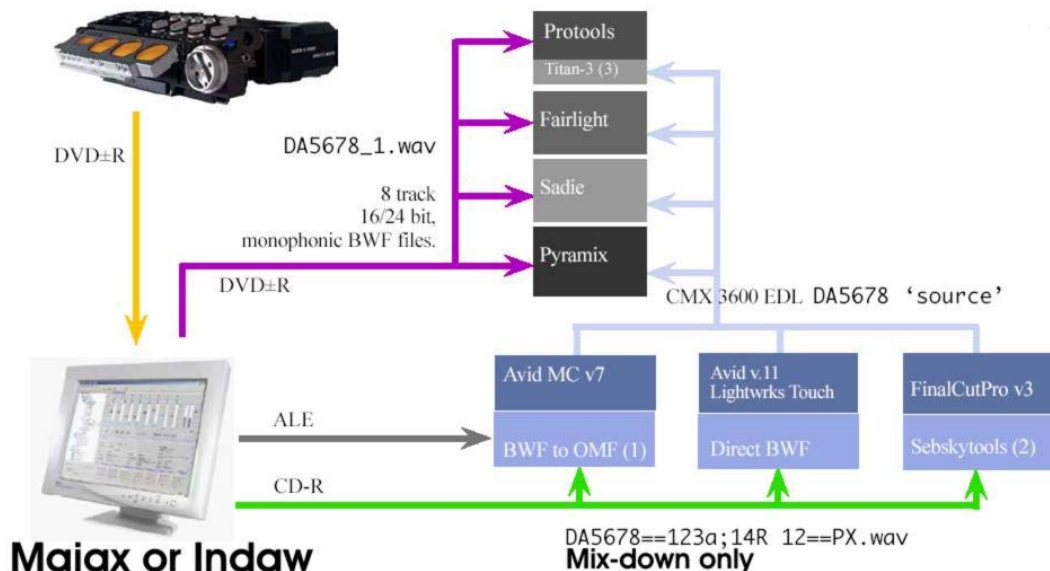 Protools
Titan-3 (3)
Fairlight
DA5678_1.wav
DVD±R
8 track
16/24 bit,
monophonic BWF files.
Sadie
Pyramix
DVD±R
CMX 3600 EDL DA5678 ‘source’
Avid MC v7
Avid v.11
Lightwrks Touch
FinalCutPro v3
ALE
BWF to OMF (1)
Direct BWF
Sebskytools (2)
CD-R
DA5678==123a;14R 12==PX.wav
Majax or Indaw
Mix-down only